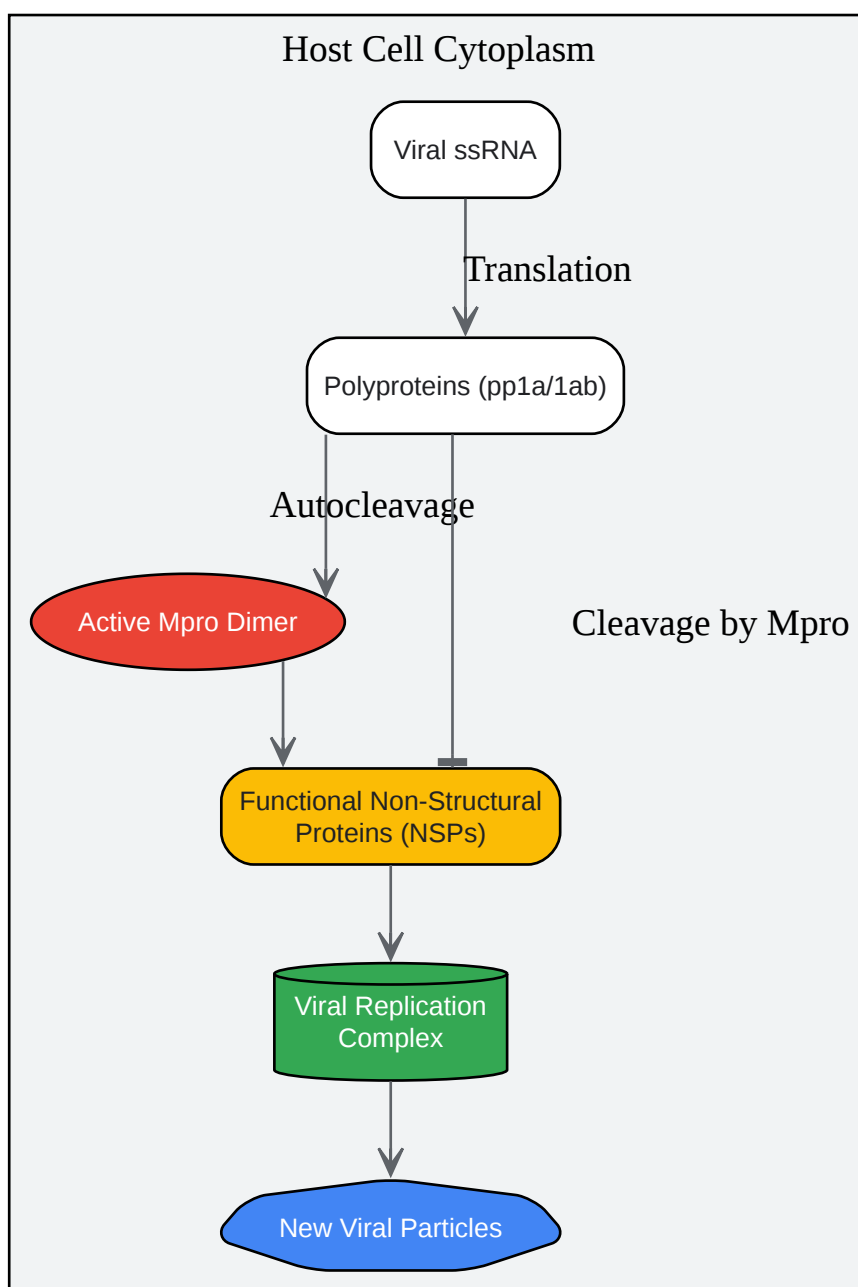 Host Cell Cytoplasm
Viral ssRNA
Translation
Polyproteins (pp1a/1ab)
Autocleavage
Active Mpro Dimer
Cleavage by Mpro
Functional Non-Structural
Proteins (NSPs)
Viral Replication
Complex
New Viral Particles